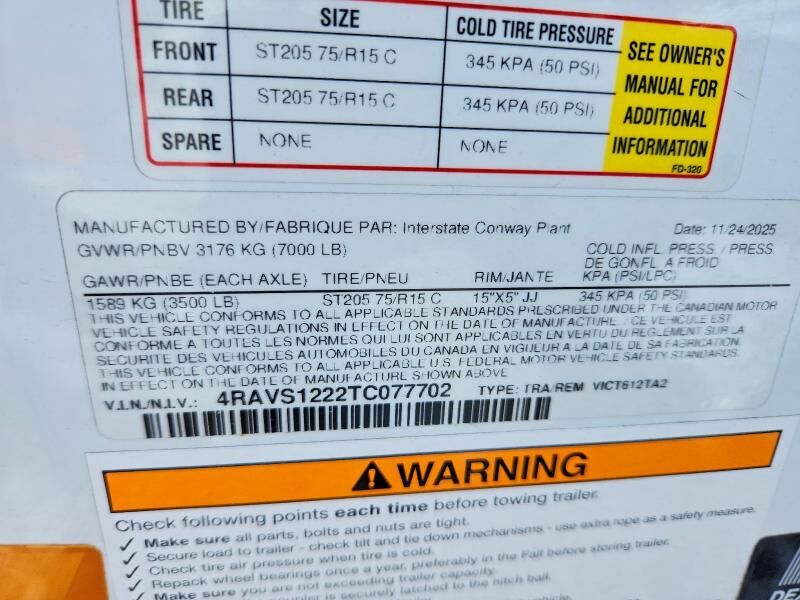 TIRE SIZE COLD TIRE PRESSURE
FRONT ST205 75/R15 C 345 KPA (50 PSI)
REAR ST205 75/R15 C 345 KPA (50 PSI)
SPARE NONE NONE
SEE OWNER'S
MANUAL FOR
ADDITIONAL
INFORMATION
FD-320
MANUFACTURED BY/FABRIQUE PAR: Interstate Conway Plant Date: 11/24/2025
GVWR/PNBV 3176 KG (7000 LB) COLD INFL. PRESS./PRESS.
DE GONFL. A FROID
GAWR/PNBE (EACH AXLE) TIRE/PNEU RIM/JANTE KPA (PSI/LPC)
1589 KG (3500 LB) ST205 75/R15 C 15"X5" JJ 345 KPA (50 PSI)
THIS VEHICLE CONFORMS TO ALL APPLICABLE STANDARDS PRESCRIBED UNDER THE CANADIAN MOTOR
VEHICLE SAFETY REGULATIONS IN EFFECT ON THE DATE OF MANUFACTURE / CE VEHICULE EST
CONFORME A TOUTES LES NORMES QUI LUI SONT APPLICABLES EN VERTU DU REGLEMENT SUR LA
SECURITE DES VEHICULES AUTOMOBILES DU CANADA EN VIGUEUR A LA DATE DE SA FABRICATION.
THIS VEHICLE CONFORMS TO ALL APPLICABLE U.S. FEDERAL MOTOR VEHICLE SAFETY STANDARDS
IN EFFECT ON THE DATE OF MANUFACTURE SHOWN ABOVE
V.I.N./N.I.V.: 4RAVS1222TC077702 TYPE: TRA/REM VICT612TA2
WARNING
Check following points each time before towing trailer.
✓ Make sure all parts, bolts and nuts are tight.
✓ Secure load to trailer - check tilt and tie down mechanisms - use extra rope as a safety measure.
✓ Check tire air pressure when tire is cold.
✓ Repack wheel bearings once a year, preferably in the Fall before storing trailer.
✓ Make sure you are not exceeding trailer capacity.
coupler is securely latched to the hitch ball.